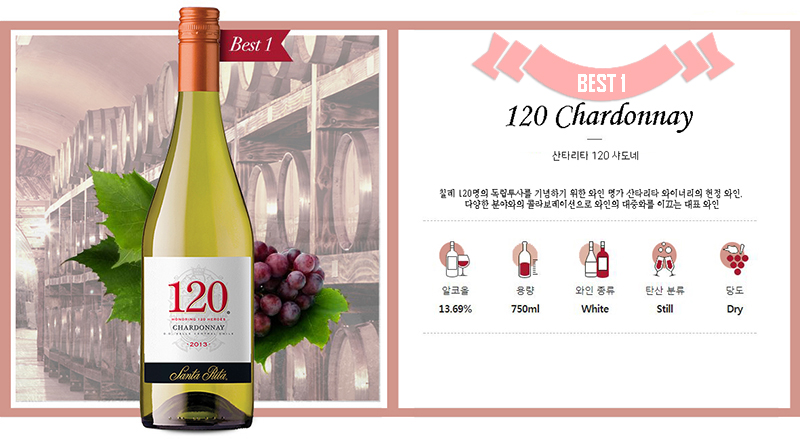 Best 1
120
HONORING 120 HEROES
CHARDONNAY
2013
Santa Rita
BEST 1
120 Chardonnay
산타리타 120 샤도네
칠레 120명의 독립투사를 기념하기 위한 와인 명가 산타리타 와이너리의 헌정 와인.
다양한 분야와의 콜라보레이션으로 와인의 대중화를 이끄는 대표 와인
알코올 용량 와인 종류 탄산 분류 당도
13.69% 750ml White Still Dry